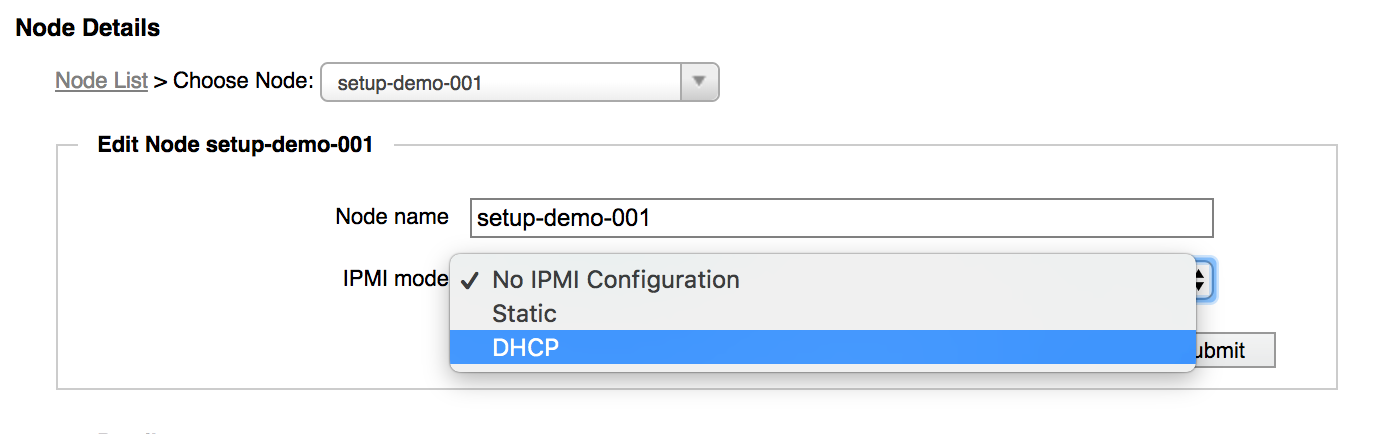 Node Details
Node List > Choose Node: setup-demo-001
Edit Node setup-demo-001
Node name setup-demo-001
IPMI mode ✓ No IPMI Configuration
Static
DHCP
ubmit